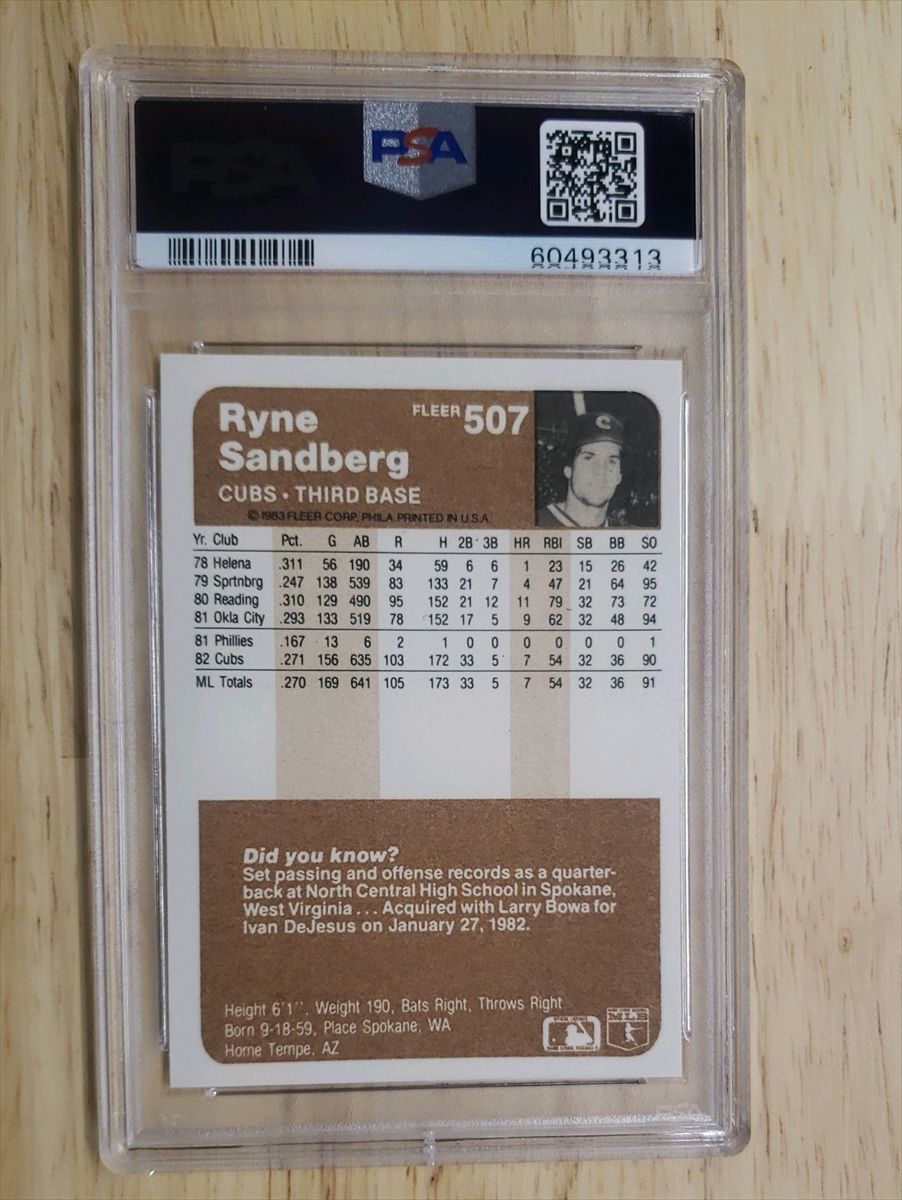 PSA
PSA
60493313
Ryne
Sandberg
FLEER 507
CUBS • THIRD BASE
© 1983 FLEER CORP. PHILA. PRINTED IN U.S.A.
C
Yr. Club Pct. G AB R H 2B 3B HR RBI SB BB SO
78 Helena .311 56 190 34 59 6 6 1 23 15 26 42
79 Sprtnbrg .247 138 539 83 133 21 7 4 47 21 64 95
80 Reading .310 129 490 95 152 21 12 11 79 32 73 72
81 Okla City .293 133 519 78 152 17 5 9 62 32 48 94
81 Phillies .167 13 6 2 1 0 0 0 0 0 0 1
82 Cubs .271 156 635 103 172 33 5 7 54 32 36 90
ML Totals .270 169 641 105 173 33 5 7 54 32 36 91
Did you know?
Set passing and offense records as a quarter-
back at North Central High School in Spokane,
West Virginia ... Acquired with Larry Bowa for
Ivan DeJesus on January 27, 1982.
Height 6'1'', Weight 190, Bats Right, Throws Right
Born 9-18-59, Place Spokane, WA
Home Tempe, AZ